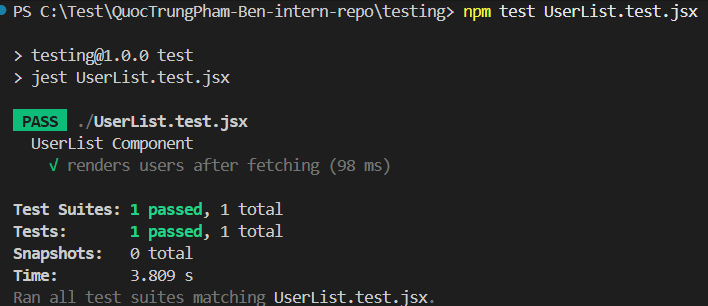 PS C:\Test\QuocTrungPham-Ben-intern-repo\testing> npm test UserList.test.jsx
> testing@1.0.0 test
> jest UserList.test.jsx
PASS ./UserList.test.jsx
UserList Component
√ renders users after fetching (98 ms)
Test Suites: 1 passed, 1 total
Tests: 1 passed, 1 total
Snapshots: 0 total
Time: 3.809 s
Ran all test suites matching UserList.test.jsx.